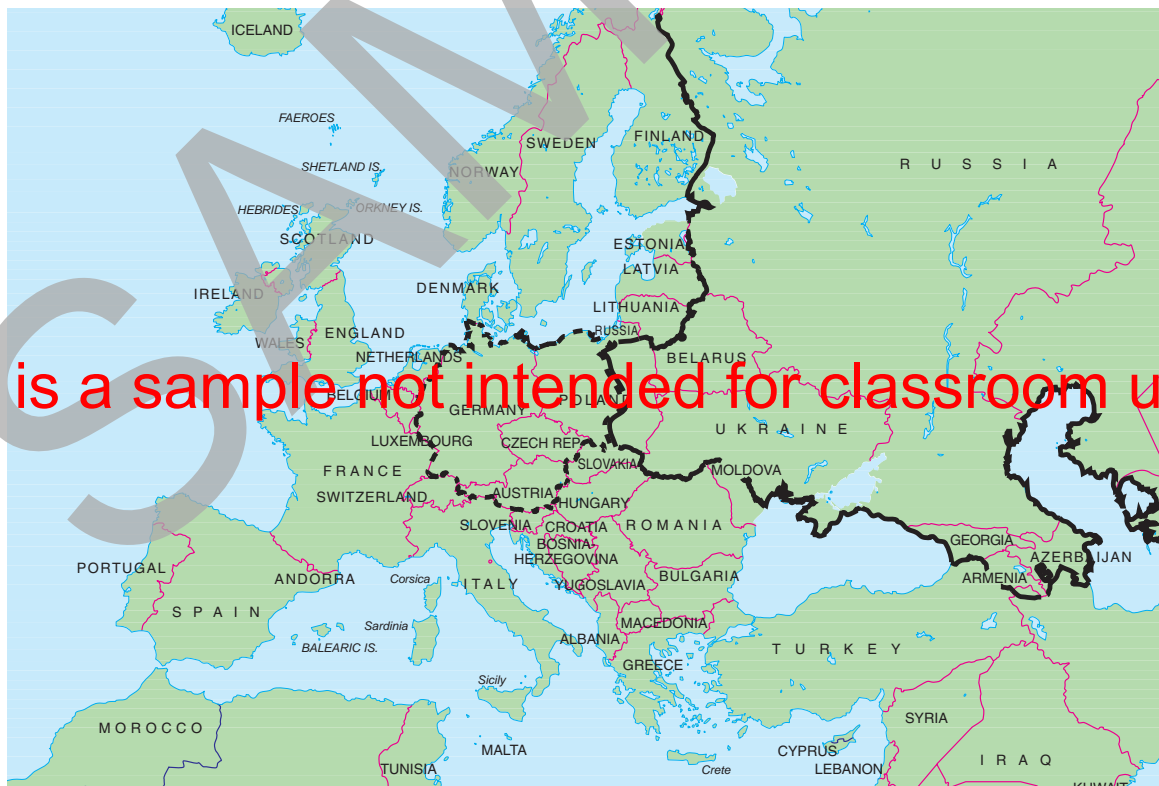 ICELAND
FAEROES
SWEDEN
FINLAND
RUSSIA
SHETLAND IS.
NORWAY
HEBRIDES
ORKNEY IS.
SCOTLAND
ESTONIA
LATVIA
DENMARK
IRELAND
LITHUANIA
ENGLAND
RUSSIA
WALES
NETHERLANDS
BELARUS
is a sample not intended for classroom u
BELGIUM
POLAND
GERMANY
UKRAINE
LUXEMBOURG
CZECH REP
SLOVAKIA
FRANCE
MOLDOVA
SWITZERLAND
AUSTRIA
HUNGARY
SLOVENIA
CROATIA
ROMANIA
GEORGIA
BOSNIA-
HERZEGOVINA
AZERBAIJAN
PORTUGAL
ANDORRA
Corsica
ITALY
YUGOSLAVIA
BULGARIA
ARMENIA
SPAIN
Sardinia
MACEDONIA
ALBANIA
BALEARIC IS.
TURKEY
GREECE
Sicily
SYRIA
MOROCCO
MALTA
CYPRUS
IRAQ
TUNISIA
Crete
LEBANON
KUWAIT
SAM